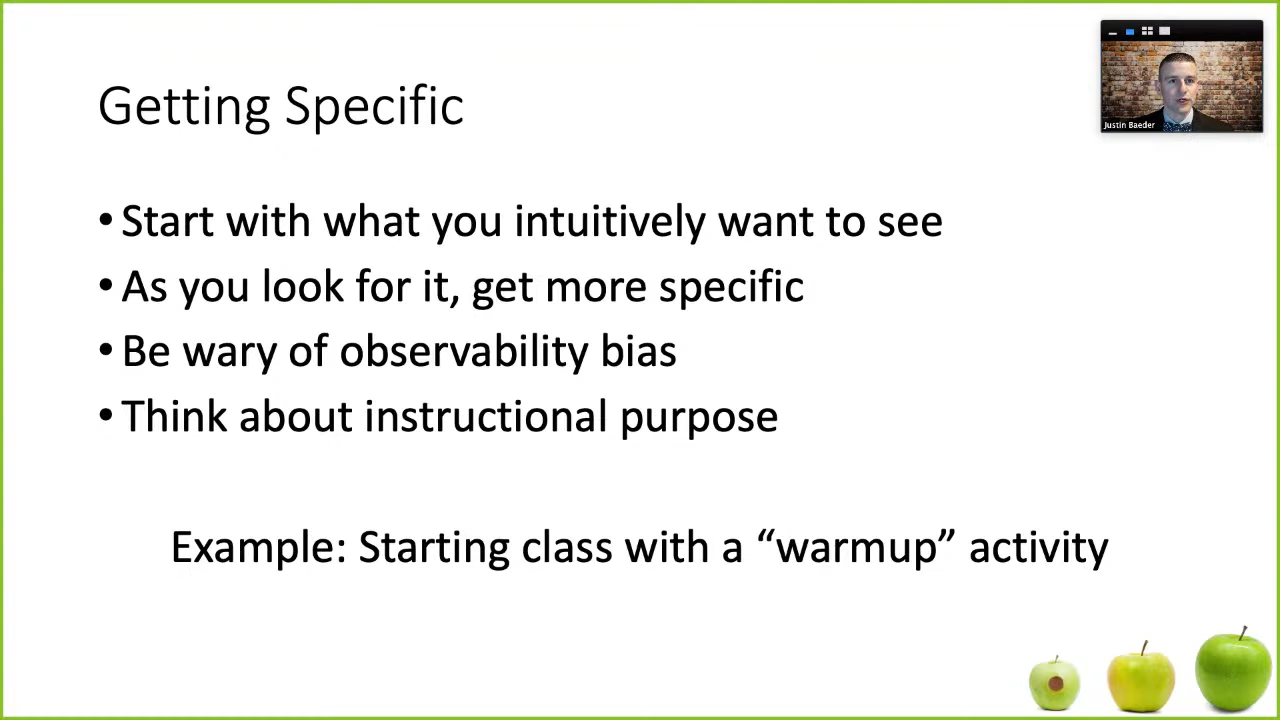 Getting Specific
• Start with what you intuitively want to see
• As you look for it, get more specific
• Be wary of observability bias
• Think about instructional purpose
Example: Starting class with a “warmup” activity
Justin Baeder